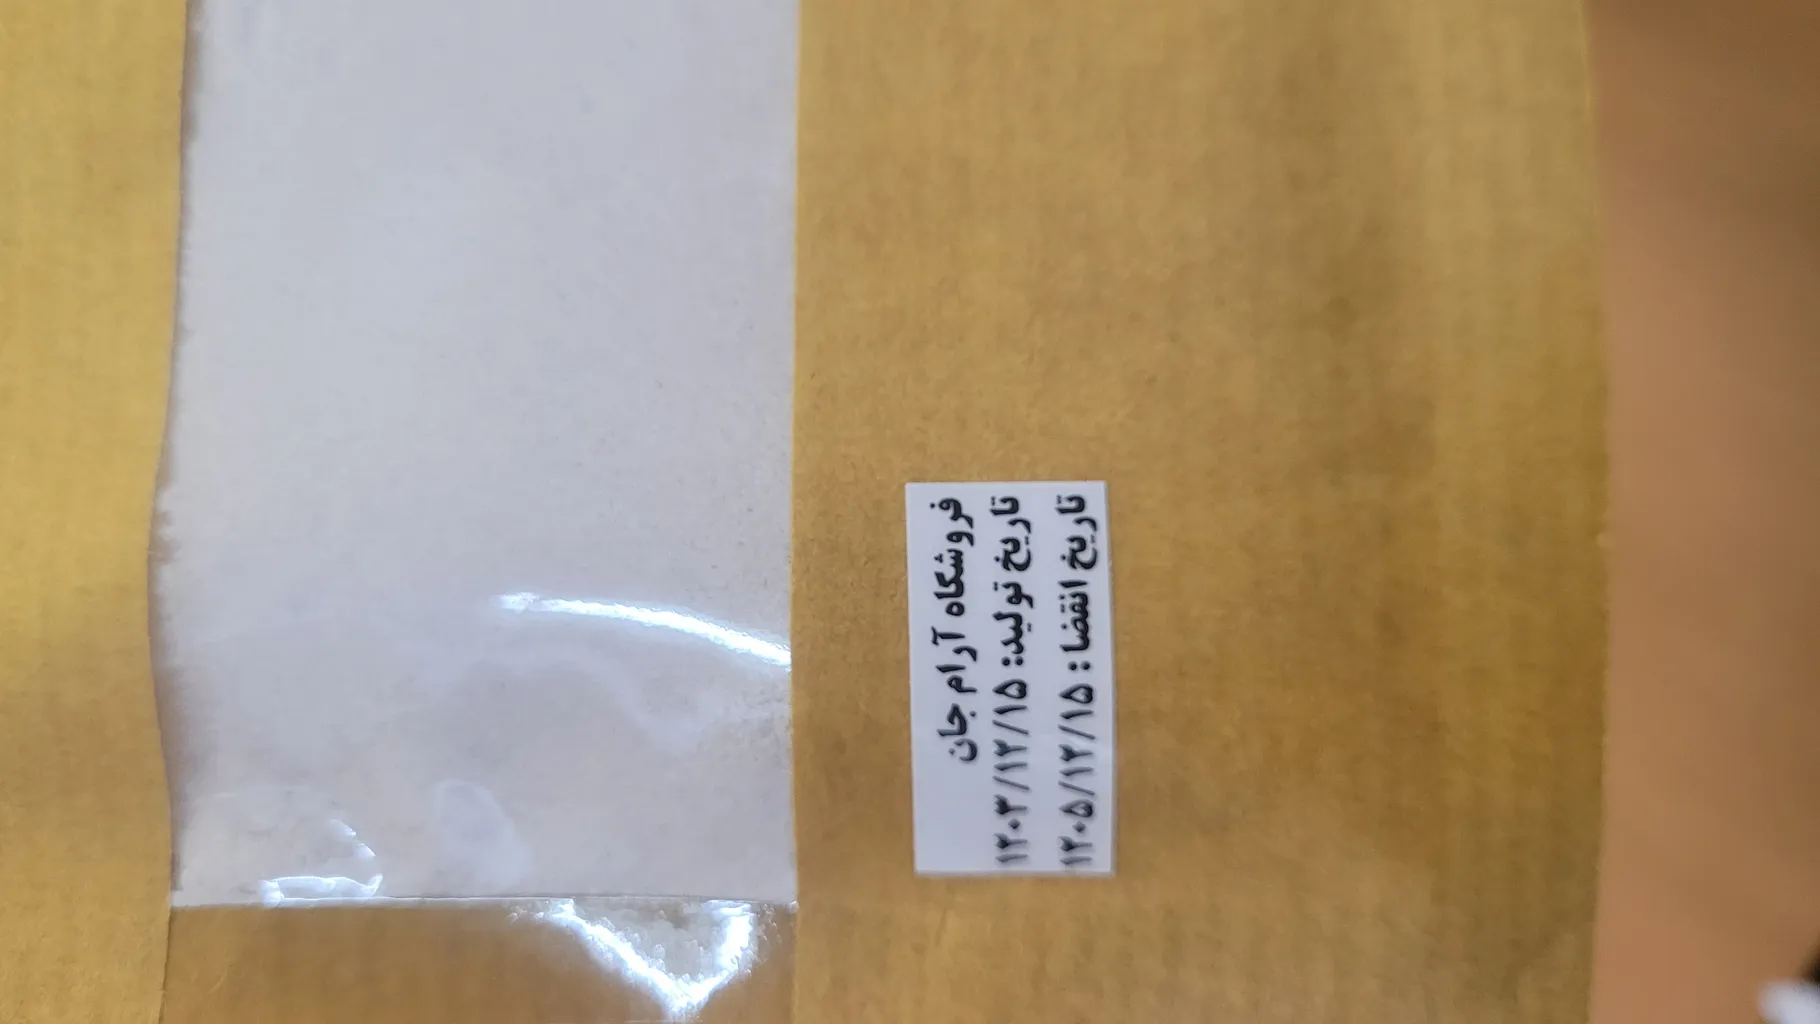 فروشگاه آرام جان
تاریخ تولید: ۱۴۰۳/۱۲/۱۵
تاریخ انقضا : ۱۴۰۵/۱۲/۱۵